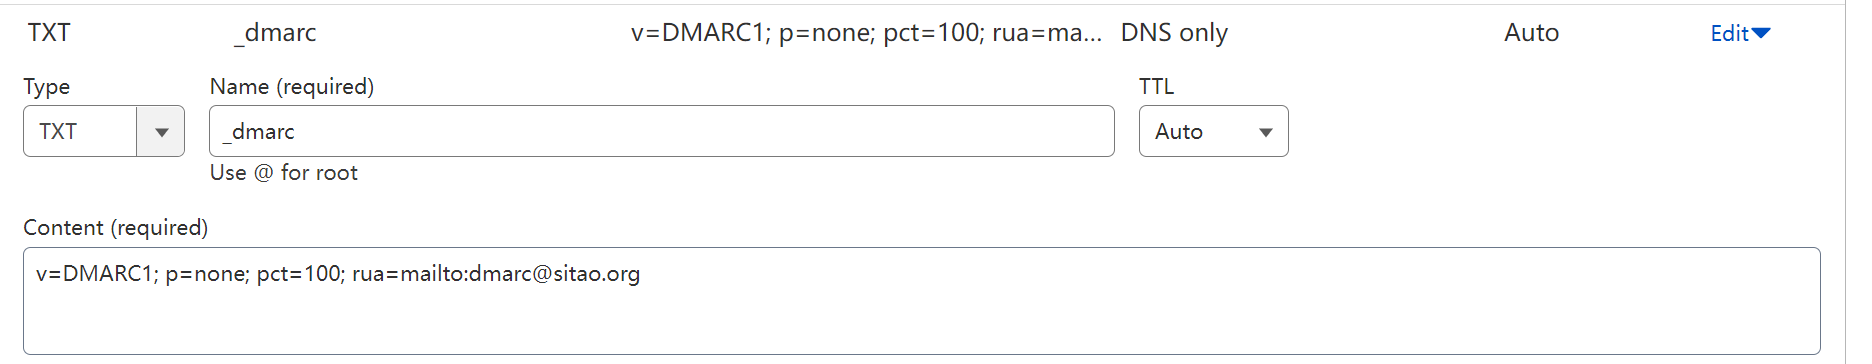 TXT _dmarc v=DMARC1; p=none; pct=100; rua=ma... DNS only Auto Edit
Type Name (required) TTL
TXT _dmarc Auto
Use @ for root
Content (required)
v=DMARC1; p=none; pct=100; rua=mailto:dmarc@sitao.org